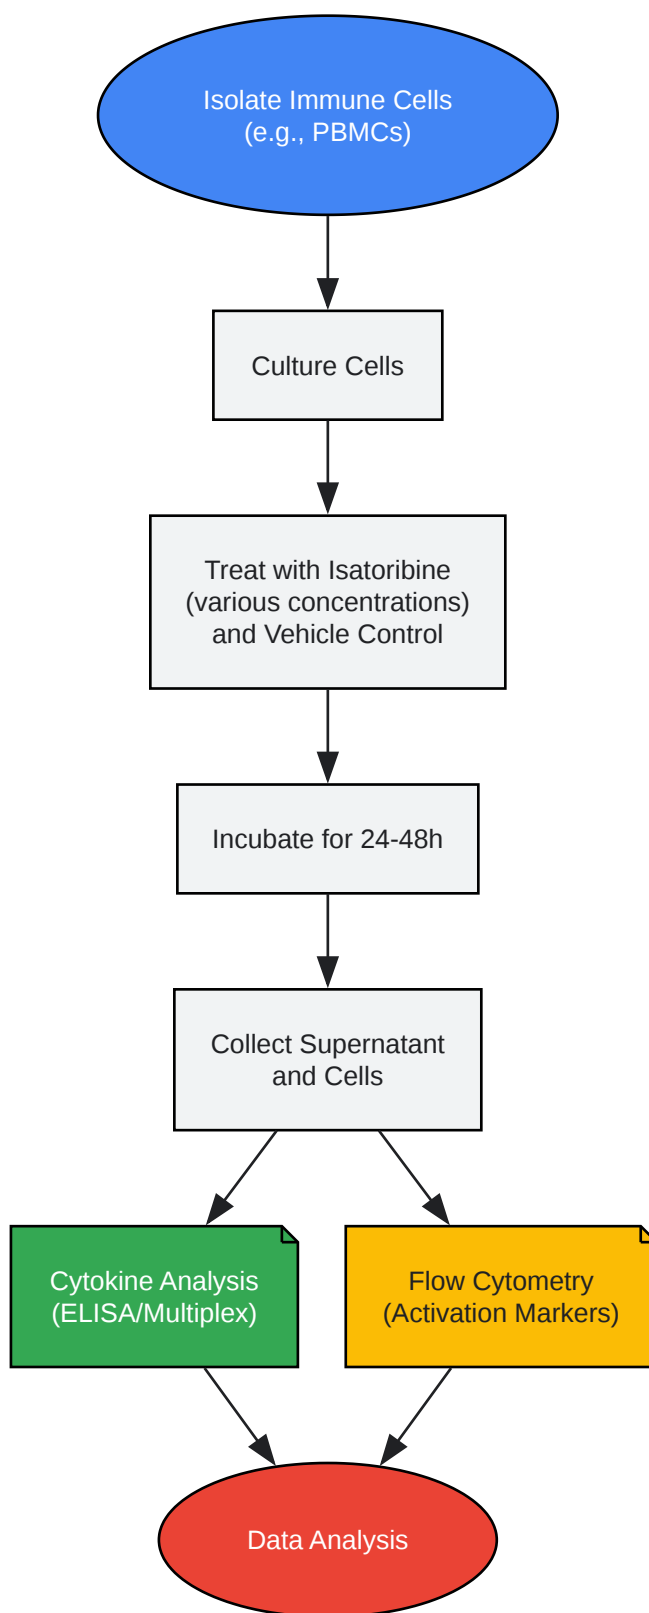 Isolate Immune Cells
(e.g., PBMCs)
Culture Cells
Treat with Isatoribine
(various concentrations)
and Vehicle Control
Incubate for 24-48h
Collect Supernatant
and Cells
Cytokine Analysis
(ELISA/Multiplex)
Flow Cytometry
(Activation Markers)
Data Analysis